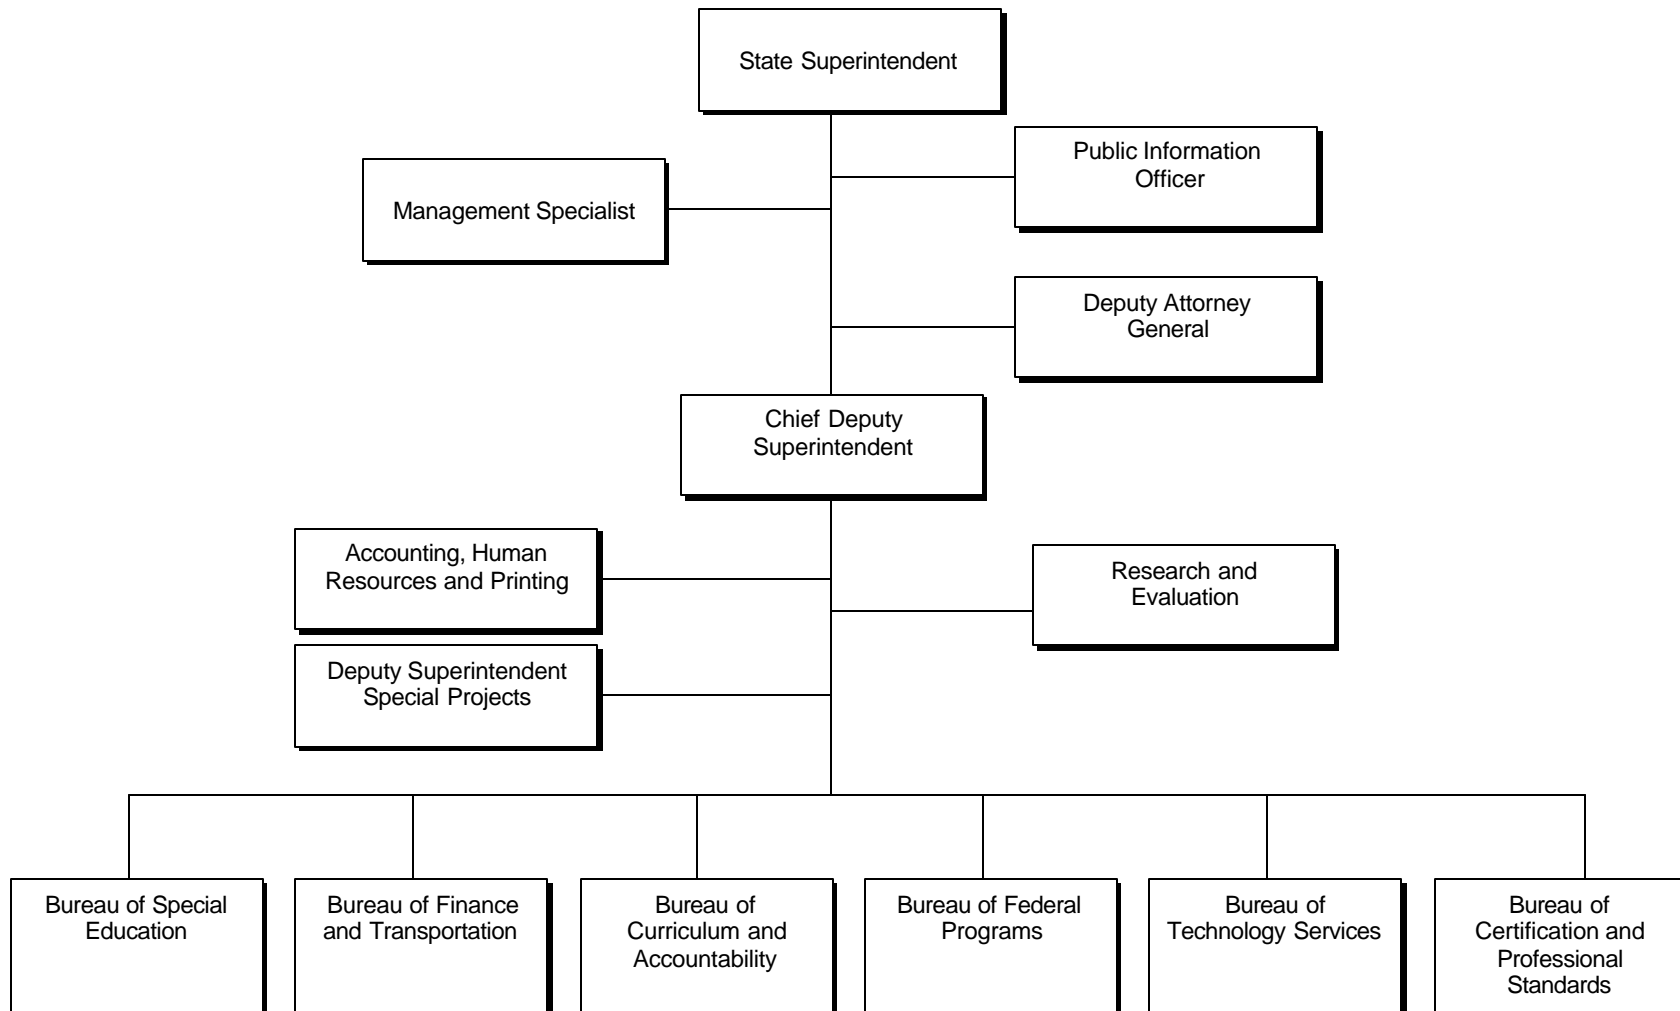 State Superintendent
Public Information
Officer
Management Specialist
Deputy Attorney
General
Chief Deputy
Superintendent
Accounting, Human
Resources and Printing
Research and
Evaluation
Deputy Superintendent
Special Projects
Bureau of Special
Education
Bureau of Finance
and Transportation
Bureau of
Curriculum and
Accountability
Bureau of Federal
Programs
Bureau of
Technology Services
Bureau of
Certification and
Professional
Standards